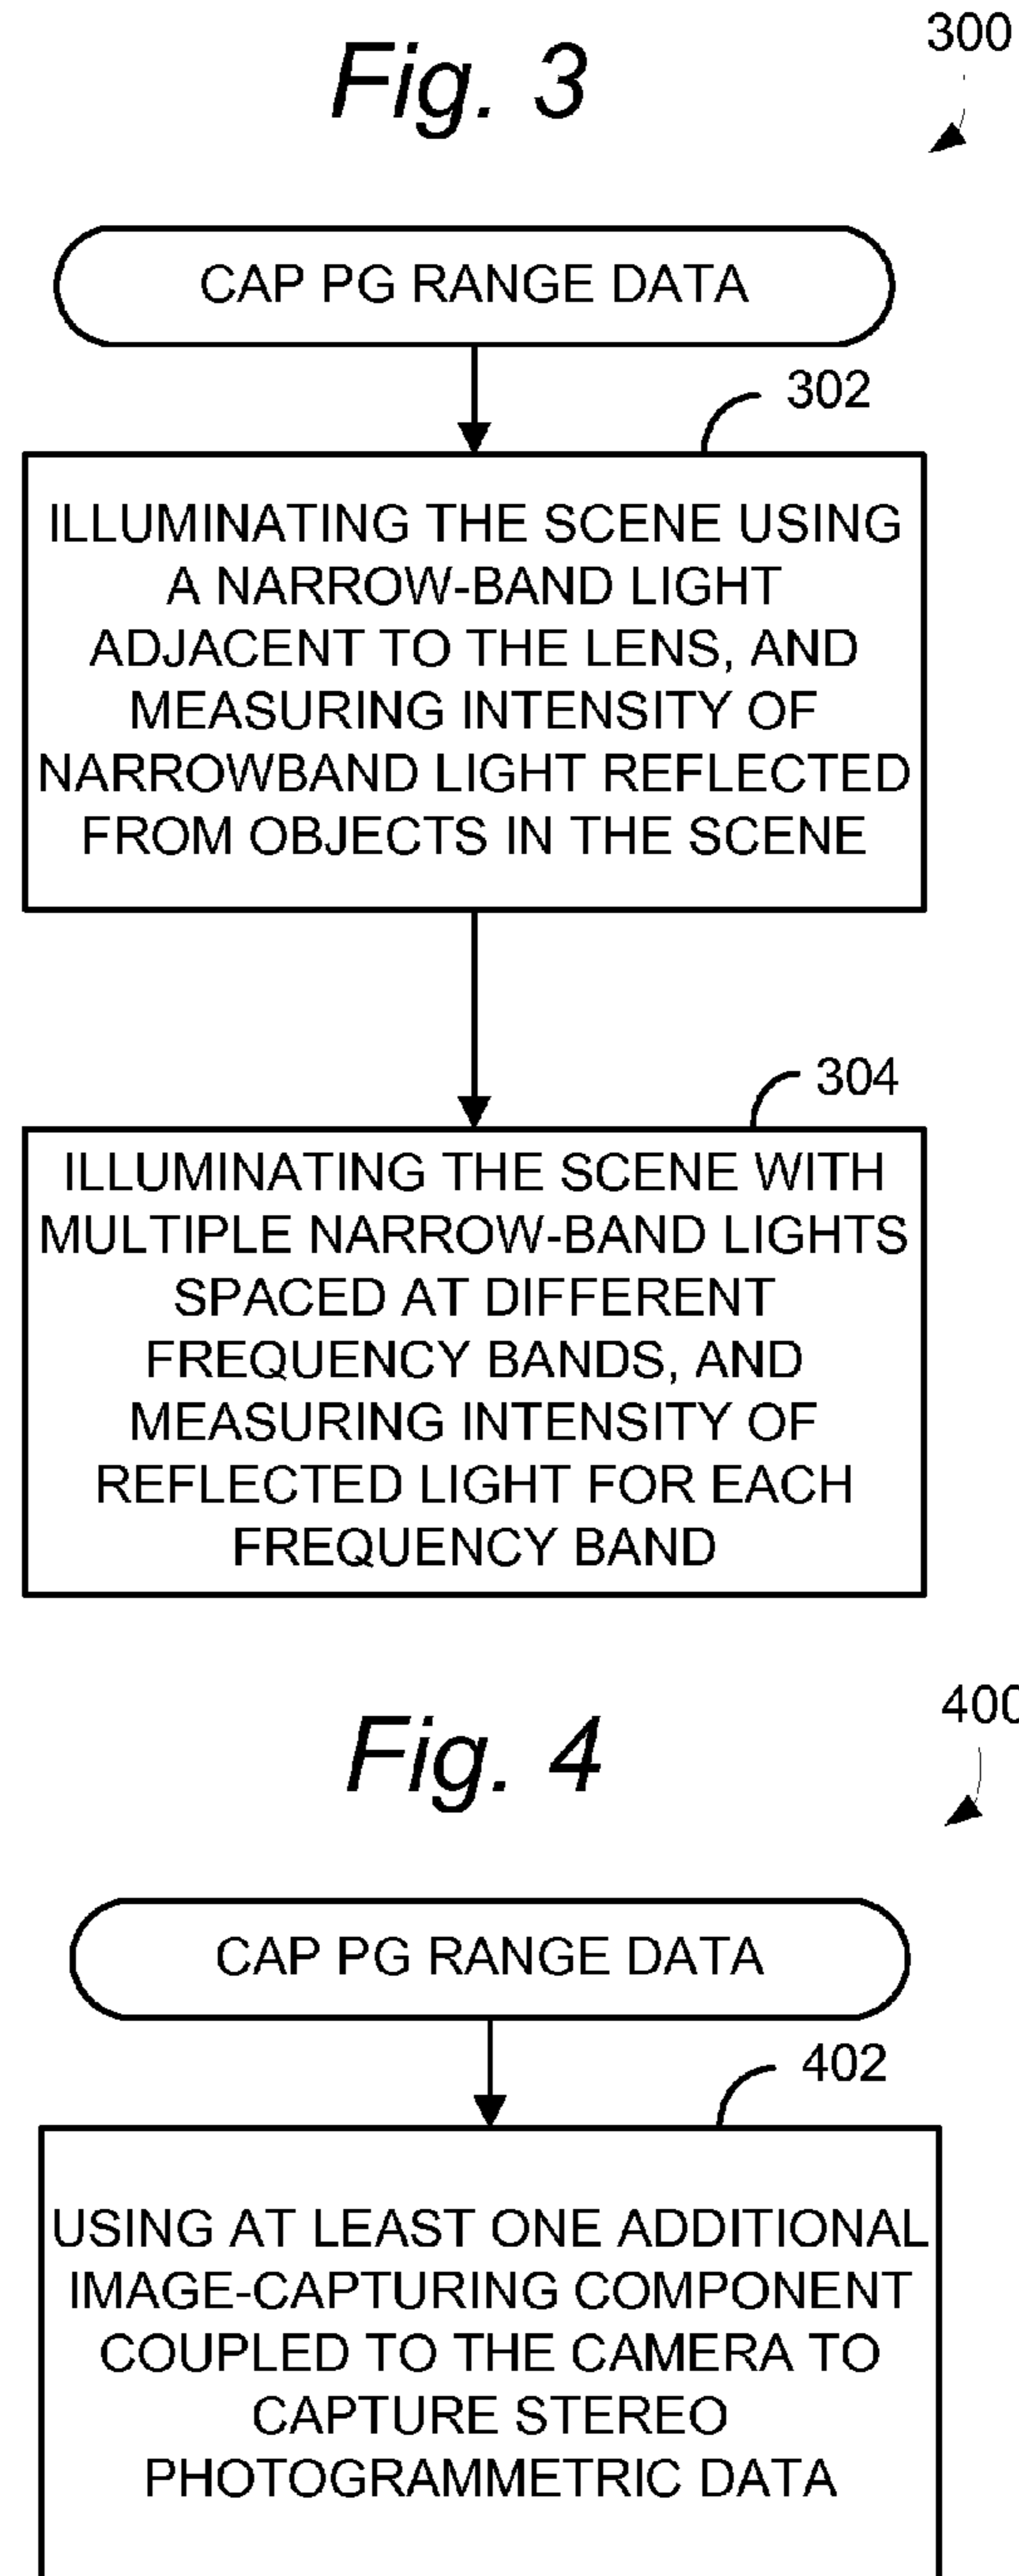 300
Fig. 3
CAP PG RANGE DATA
302
ILLUMINATING THE SCENE USING
A NARROW-BAND LIGHT
ADJACENT TO THE LENS, AND
MEASURING INTENSITY OF
NARROWBAND LIGHT REFLECTED
FROM OBJECTS IN THE SCENE
304
ILLUMINATING THE SCENE WITH
MULTIPLE NARROW-BAND LIGHTS
SPACED AT DIFFERENT
FREQUENCY BANDS, AND
MEASURING INTENSITY OF
REFLECTED LIGHT FOR EACH
FREQUENCY BAND
400
Fig. 4
CAP PG RANGE DATA
402
USING AT LEAST ONE ADDITIONAL
IMAGE-CAPTURING COMPONENT
COUPLED TO THE CAMERA TO
CAPTURE STEREO
PHOTOGRAMMETRIC DATA